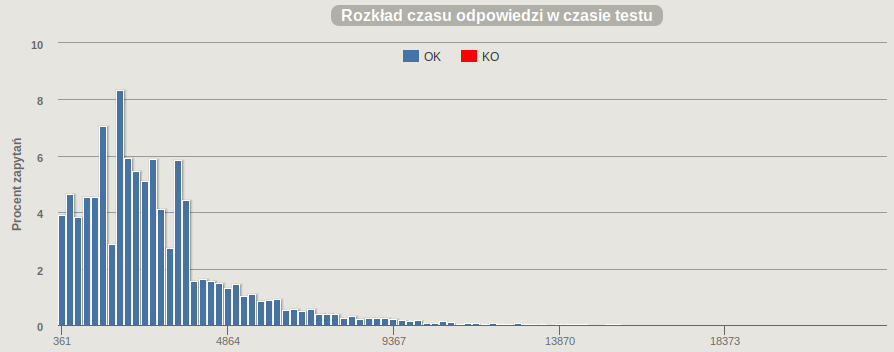 Rozkład czasu odpowiedzi w czasie testu
OK KO
Procent zapytań
10
8
6
4
2
0
361 4864 9367 13870 18373